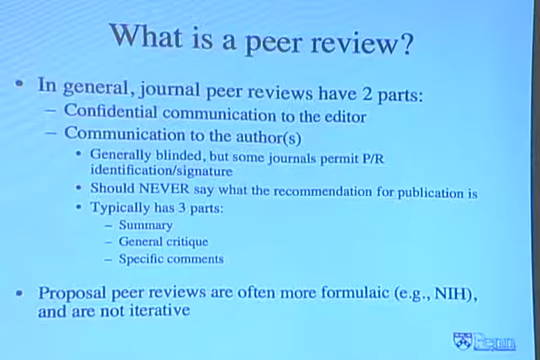 What is a peer review?
• In general, journal peer reviews have 2 parts:
– Confidential communication to the editor
– Communication to the author(s)
• Generally blinded, but some journals permit P/R
identification/signature
• Should NEVER say what the recommendation for publication is
• Typically has 3 parts:
– Summary
– General critique
– Specific comments
• Proposal peer reviews are often more formulaic (e.g., NIH),
and are not iterative
Penn